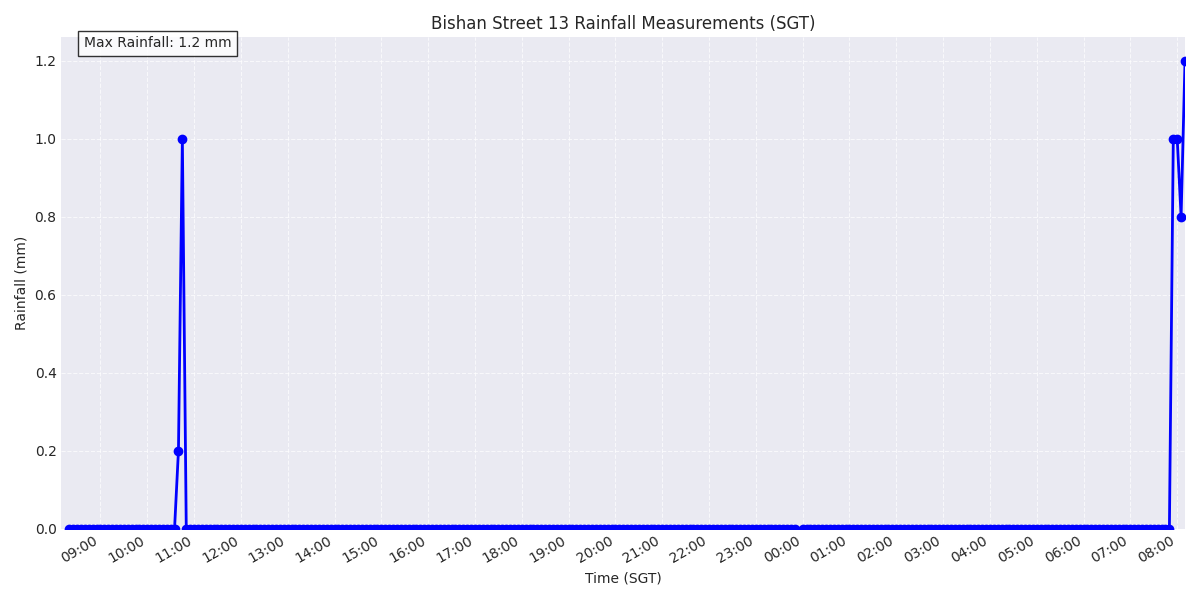 Bishan Street 13 Rainfall Measurements (SGT)
Max Rainfall: 1.2 mm
1.2
1.0
0.8
0.6
0.4
0.2
0.0
Rainfall (mm)
09:00 10:00 11:00 12:00 13:00 14:00 15:00 16:00 17:00 18:00 19:00 20:00 21:00 22:00 23:00 00:00 01:00 02:00 03:00 04:00 05:00 06:00 07:00 08:00
Time (SGT)